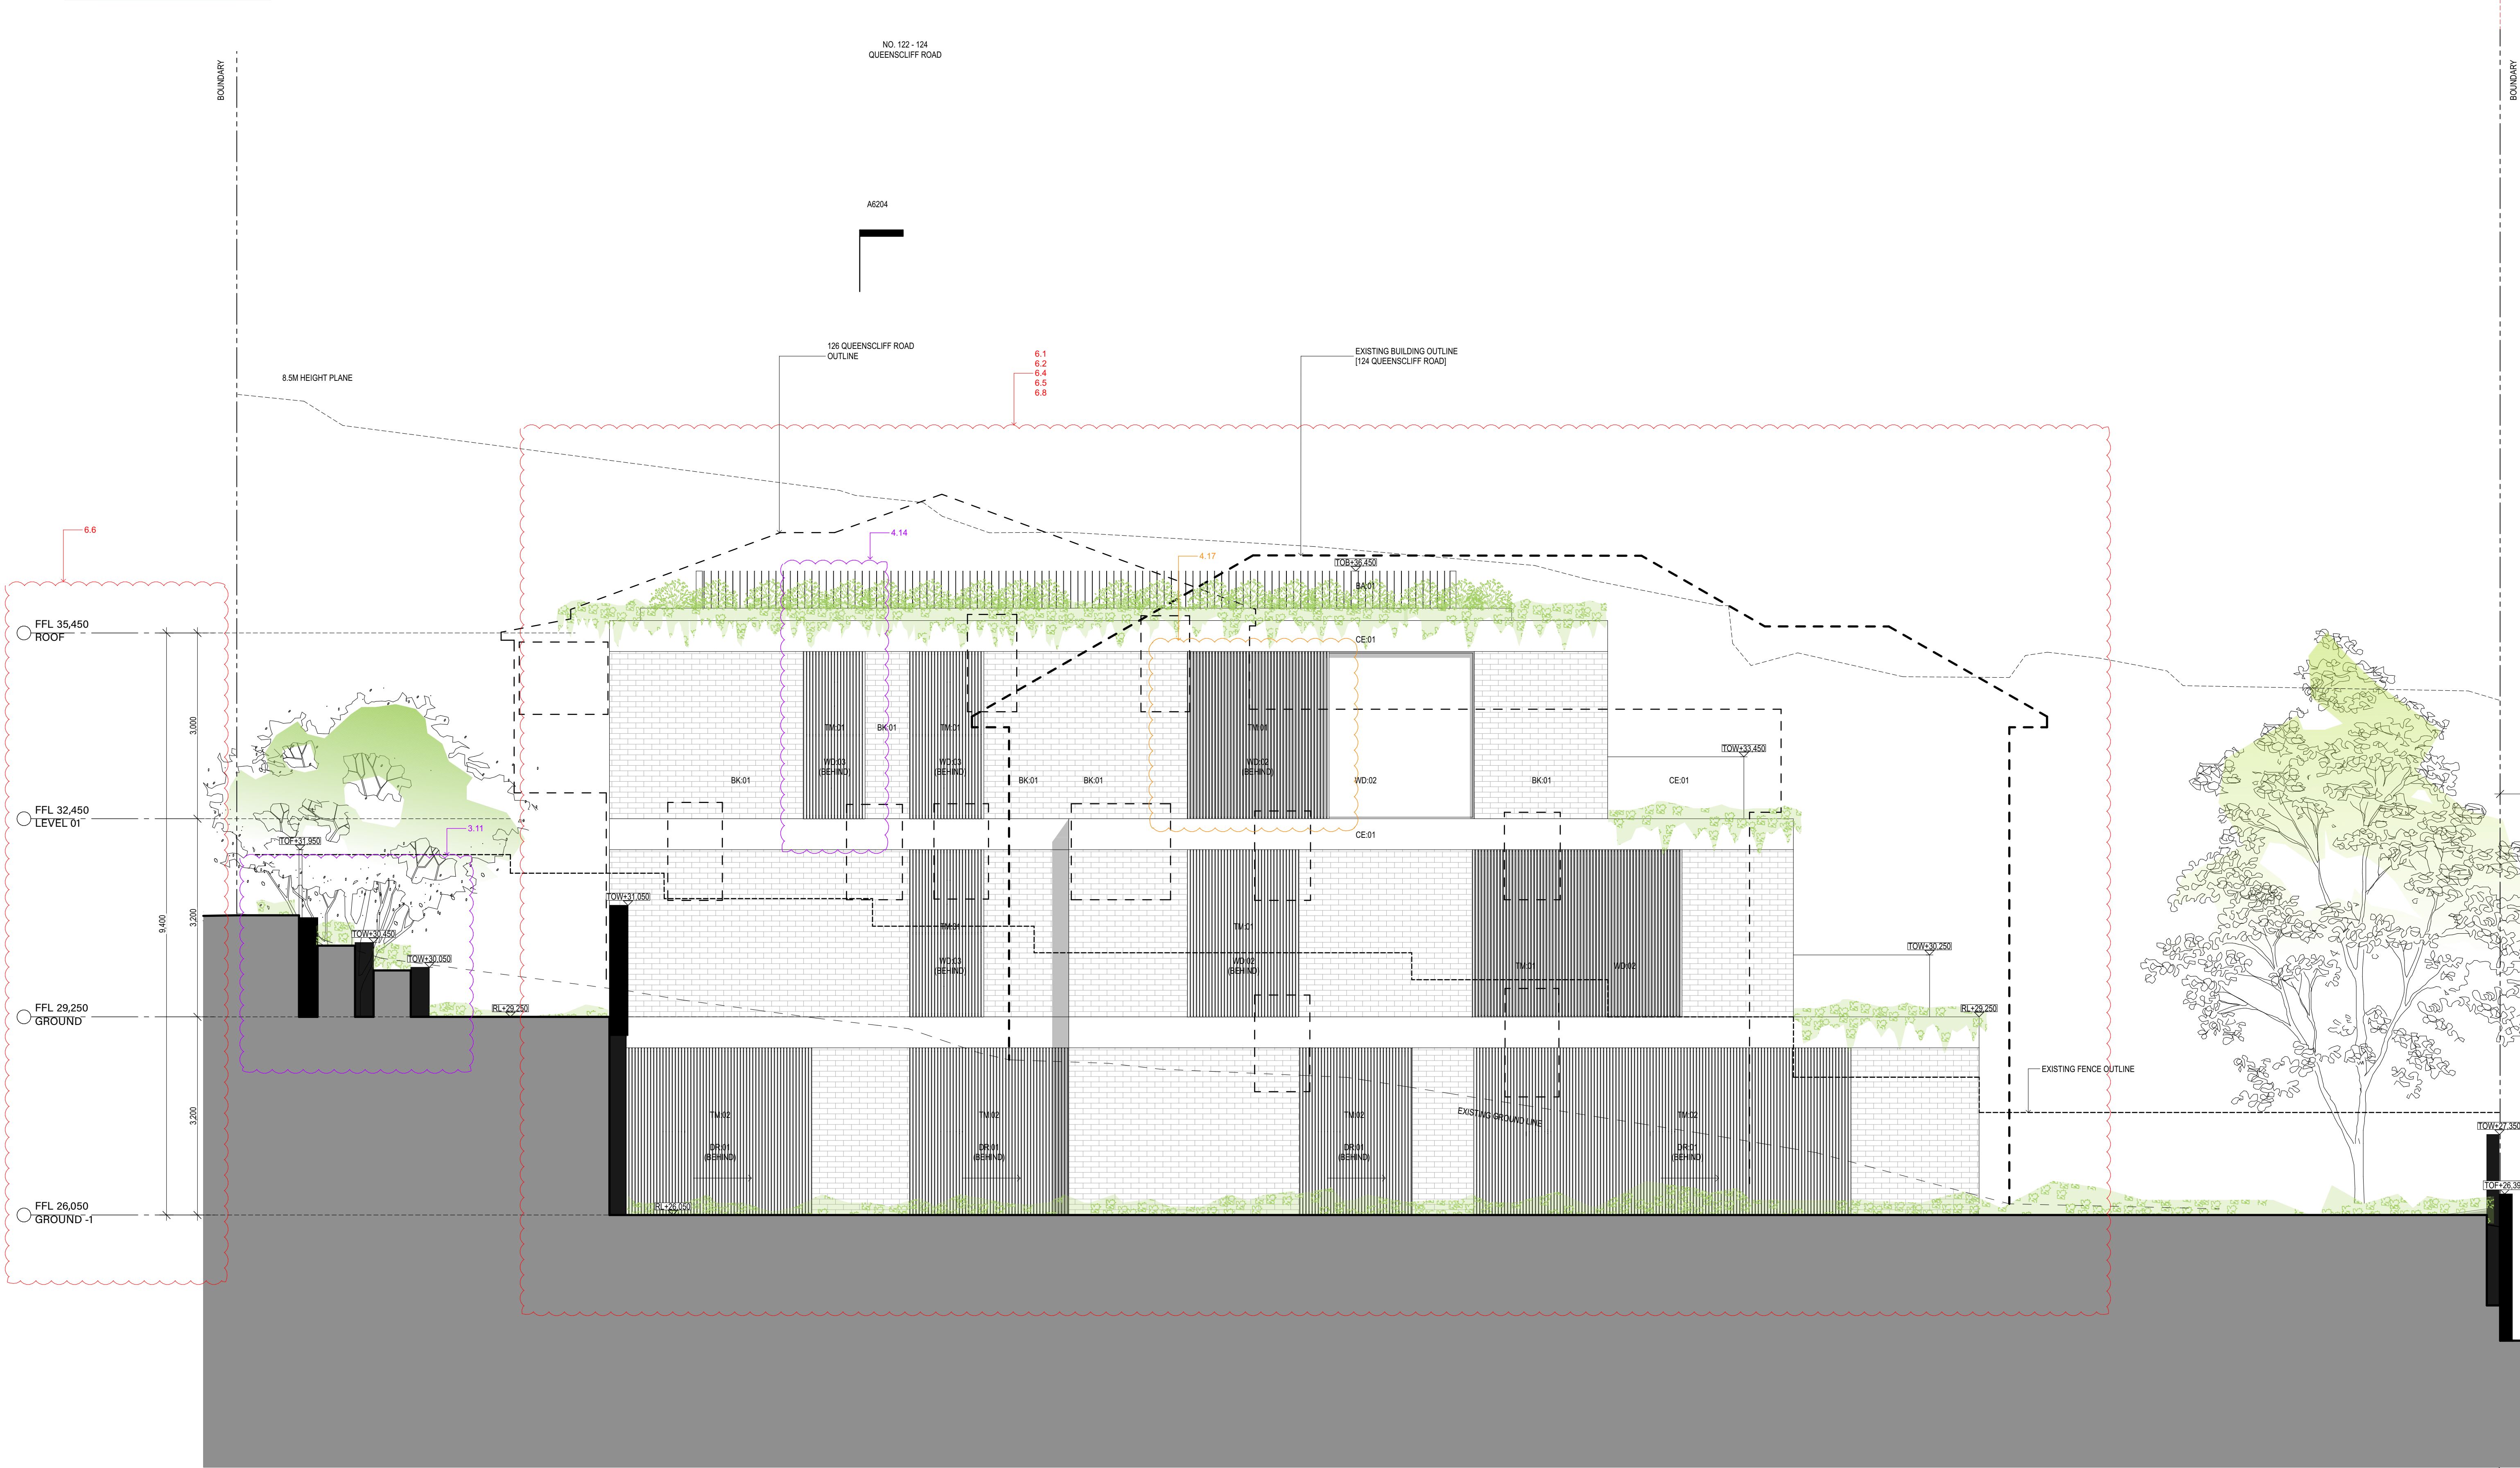 NO. 122 - 124
QUEENSCLIFF ROAD
BOUNDARY
BOUNDARY
A6204
126 QUEENSCLIFF ROAD
OUTLINE
6.1
6.2
6.4
6.5
6.8
EXISTING BUILDING OUTLINE
[124 QUEENSCLIFF ROAD]
8.5M HEIGHT PLANE
6.6
4.14
4.17
TOB+36,450
BA:01
FFL 35,450
ROOF
CE:01
3,000
TM:01
BK:01
TM:01
TM:01
WD:03
(BEHIND)
WD:03
(BEHIND)
WD:02
(BEHIND)
BK:01
BK:01
BK:01
WD:02
BK:01
CE:01
TOW+33,450
FFL 32,450
LEVEL 01
3.11
CE:01
TOF+31,950
TOW+31,050
9,400
3,200
TOW+30,450
TOW+30,050
TM:01
TM:01
WD:03
(BEHIND)
WD:02
(BEHIND)
TM:01
WD:02
TOW+30,250
FFL 29,250
GROUND
RL+29,250
RL+29,250
EXISTING FENCE OUTLINE
3,200
TM:02
TM:02
TM:02
TM:02
EXISTING GROUND LINE
TOW+27,350
DR:01
(BEHIND)
DR:01
(BEHIND)
DR:01
(BEHIND)
DR:01
(BEHIND)
FFL 26,050
GROUND -1
RL+26,050
TOF+26,39